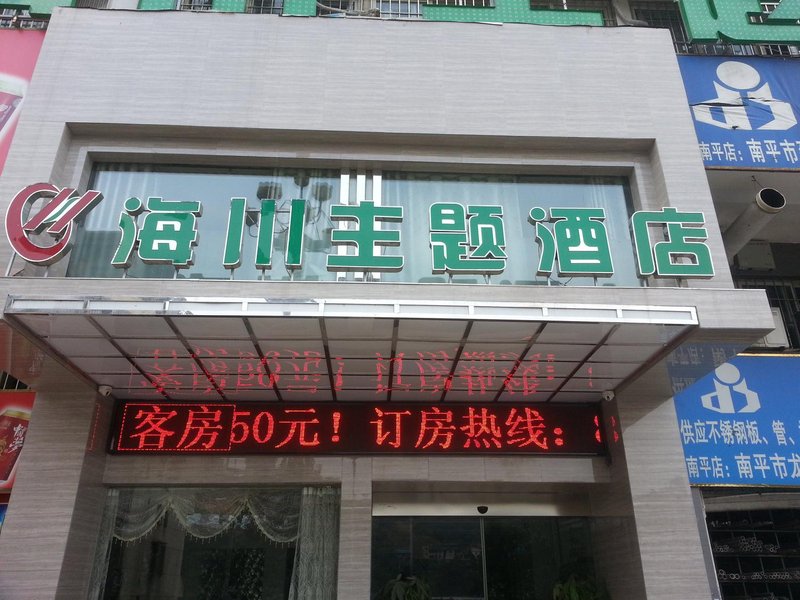 海川主题酒店
客房50元！订房热线：
南平店：南平市
供应不锈钢板、管、
南平店：南平市龙